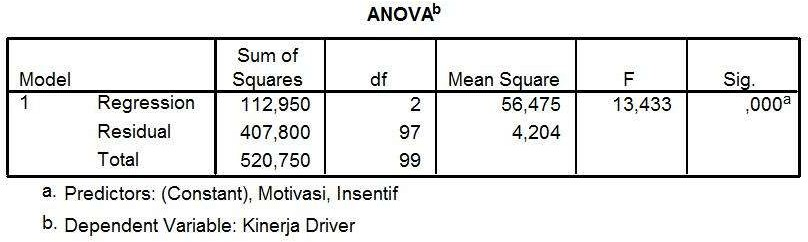 ANOVAb
Model Sum of Squares df Mean Square F Sig.
1 Regression 112,950 2 56,475 13,433 ,000a
Residual 407,800 97 4,204
Total 520,750 99
a. Predictors: (Constant), Motivasi, Insentif
b. Dependent Variable: Kinerja Driver